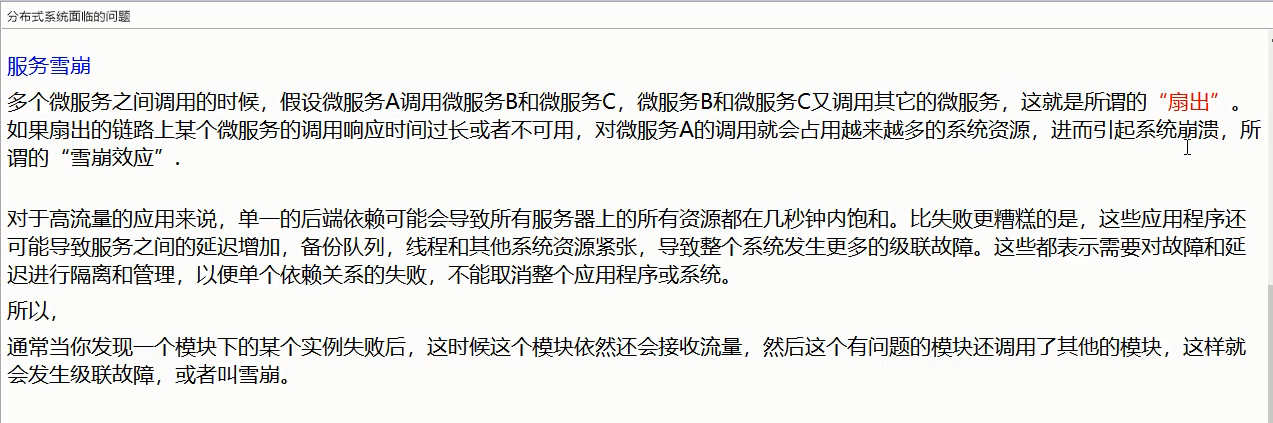 分布式系统面临的问题
服务雪崩
多个微服务之间调用的时候，假设微服务A调用微服务B和微服务C，微服务B和微服务C又调用其它的微服务，这就是所谓的“扇出”。
如果扇出的链路上某个微服务的调用响应时间过长或者不可用，对微服务A的调用就会占用越来越多的系统资源，进而引起系统崩溃，所
谓的“雪崩效应”.
对于高流量的应用来说，单一的后端依赖可能会导致所有服务器上的所有资源都在几秒钟内饱和。比失败更糟糕的是，这些应用程序还
可能导致服务之间的延迟增加，备份队列，线程和其他系统资源紧张，导致整个系统发生更多的级联故障。这些都表示需要对故障和延
迟进行隔离和管理，以便单个依赖关系的失败，不能取消整个应用程序或系统。
所以，
通常当你发现一个模块下的某个实例失败后，这时候这个模块依然还会接收流量，然后这个有问题的模块还调用了其他的模块，这样就
会发生级联故障，或者叫雪崩。